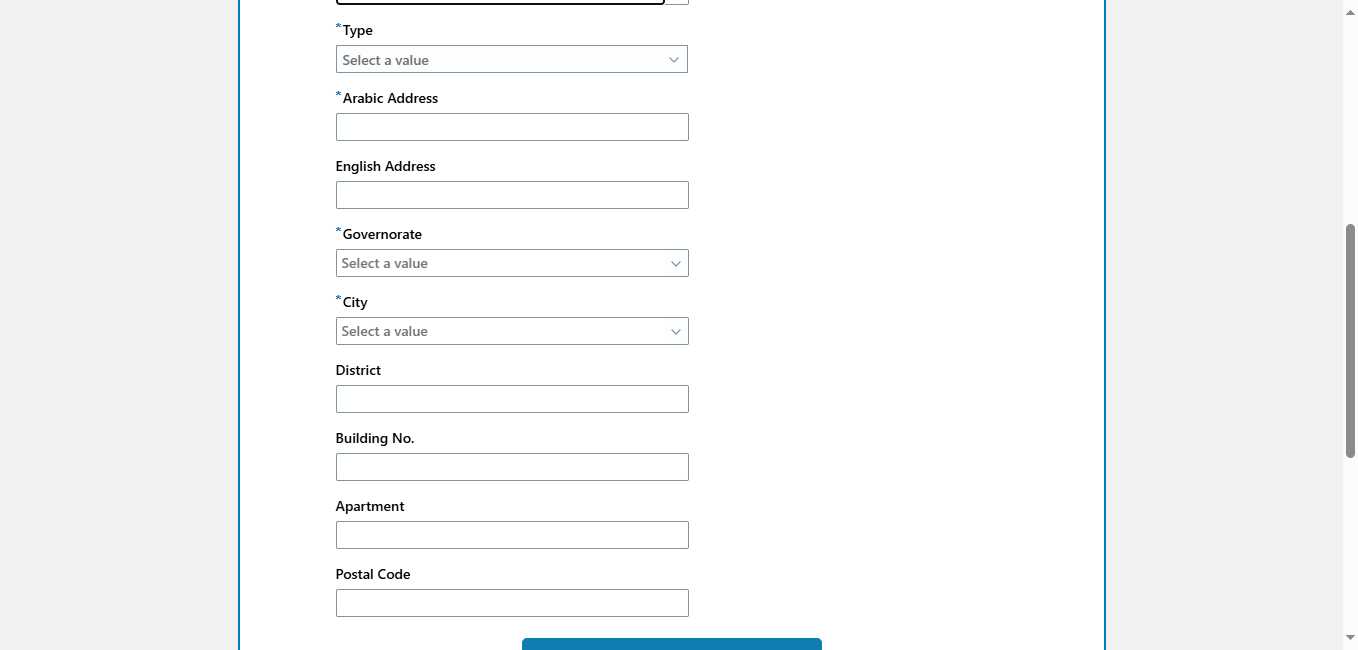 *Type
Select a value
*Arabic Address
English Address
*Governorate
Select a value
*City
Select a value
District
Building No.
Apartment
Postal Code